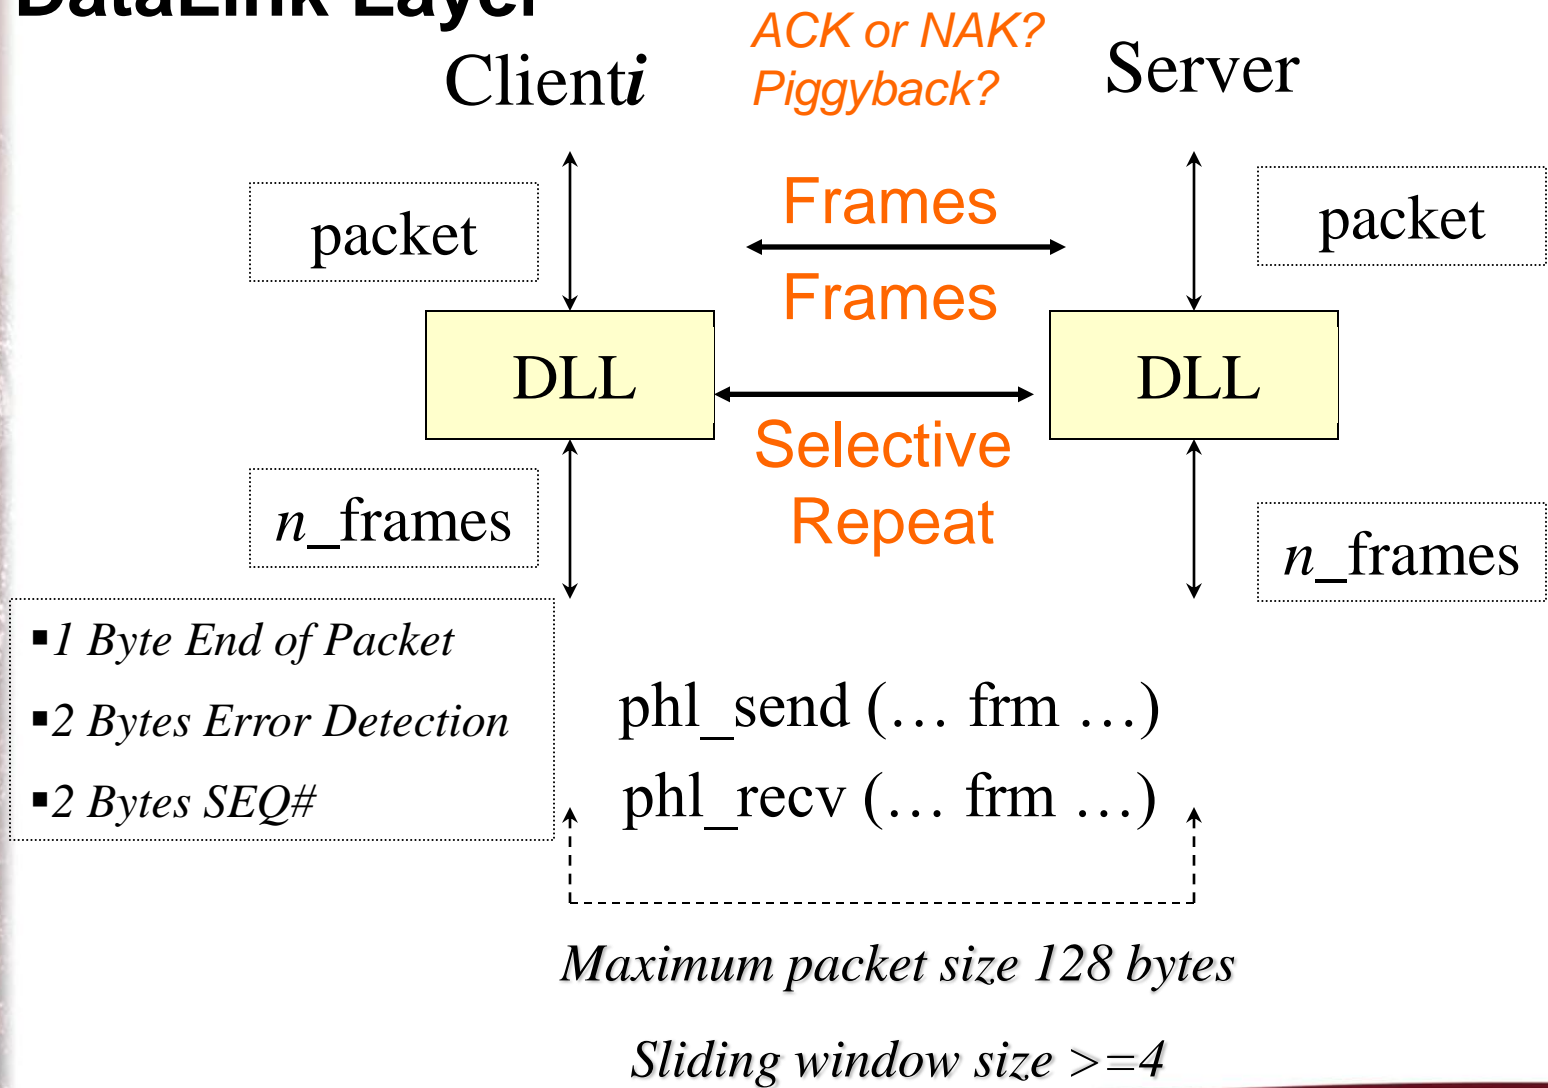 DataLink Layer
ACK or NAK?
Piggyback?
Clienti
Server
packet
Frames
packet
Frames
DLL
DLL
Selective
Repeat
n_frames
n_frames
▪1 Byte End of Packet
▪2 Bytes Error Detection
▪2 Bytes SEQ#
phl_send (… frm …)
phl_recv (… frm …)
Maximum packet size 128 bytes
Sliding window size >=4